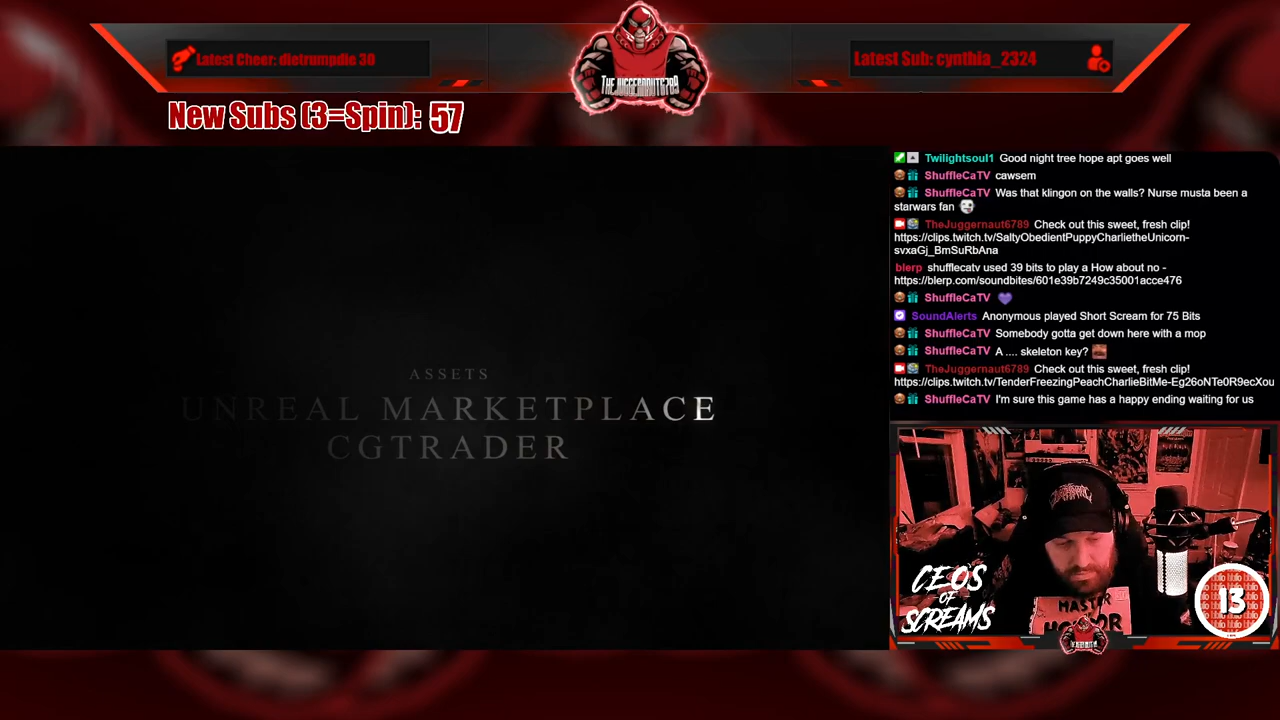 Latest Cheer: dietrumpdie 30
THEJUGGERNAUT6789
Latest Sub: cynthia_2324
New Subs (3=Spin): 57
Twilightsoul1 Good night tree hope apt goes well
ShuffleCaTV cawsem
ShuffleCaTV Was that klingon on the walls? Nurse musta been a
starwars fan
TheJuggernaut6789 Check out this sweet, fresh clip!
https://clips.twitch.tv/SaltyObedientPuppyCharlietheUnicorn-
svxaGj_BmSuRbAna
blerp shufflecatv used 39 bits to play a How about no -
https://blerp.com/soundbites/601e39b7249c35001acce476
ShuffleCaTV
SoundAlerts Anonymous played Short Scream for 75 Bits
ShuffleCaTV Somebody gotta get down here with a mop
ShuffleCaTV A .... skeleton key?
TheJuggernaut6789 Check out this sweet, fresh clip!
https://clips.twitch.tv/TenderFreezingPeachCharlieBitMe-Eg26oNTe0R9ecXou
ShuffleCaTV I'm sure this game has a happy ending waiting for us
ASSETS
UNREAL MARKETPLACE
CGTRADER
CEO'S
OF
SCREAMS
MASTER
HORROR
13